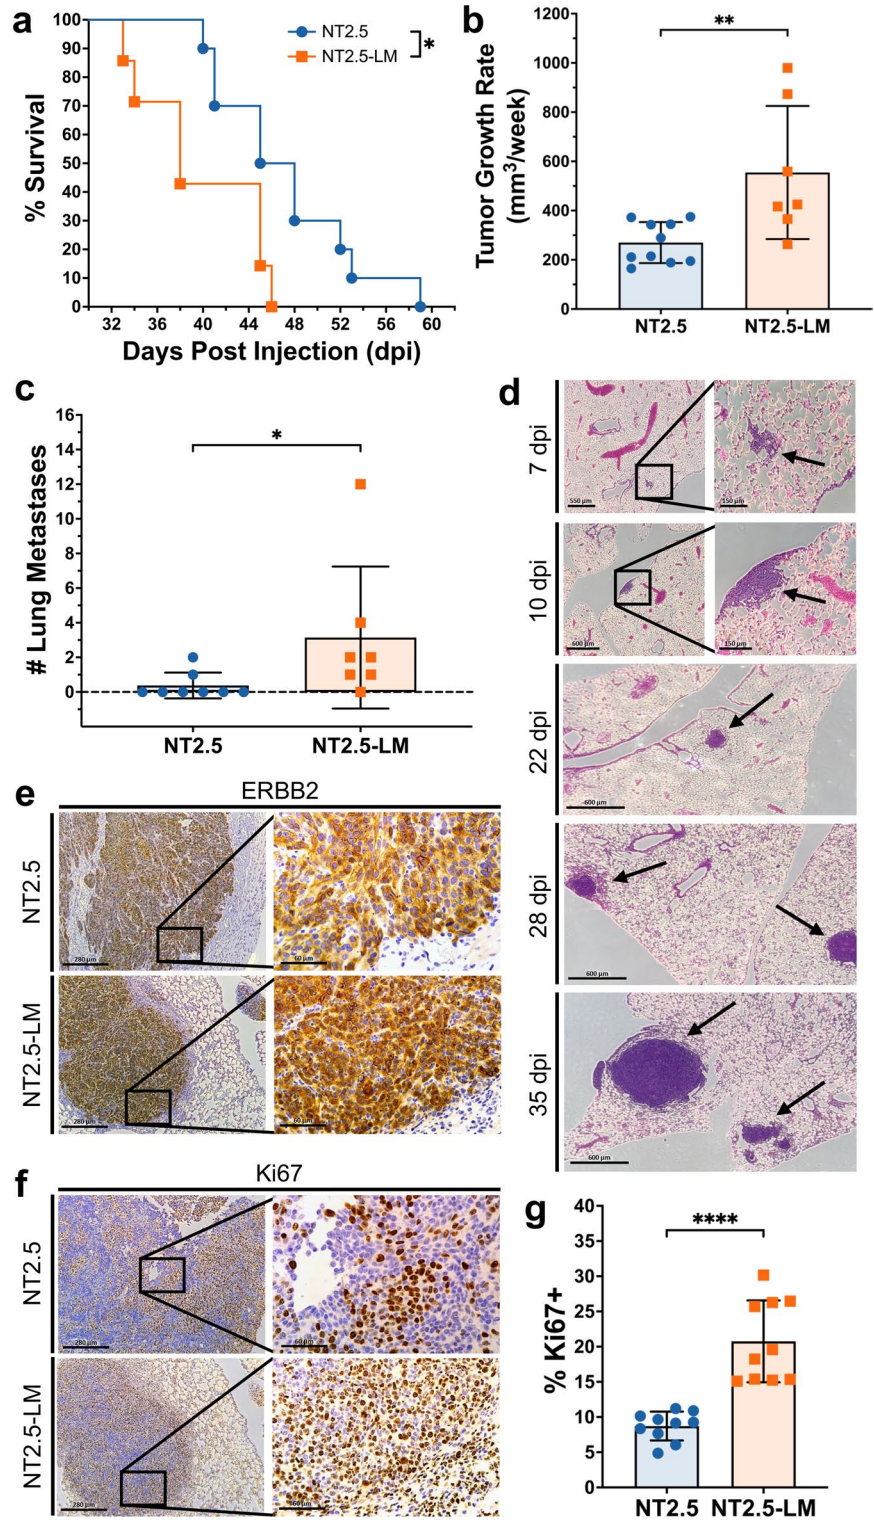 a
100
90
80
70
60
50
40
30
20
10
0
% Survival
32 36 40 44 48 52 56 60
Days Post Injection (dpi)
NT2.5
NT2.5-LM
*
b
1200
1000
800
600
400
200
0
Tumor Growth Rate
(mm³/week)
**
NT2.5 NT2.5-LM
c
16
14
12
10
8
6
4
2
0
# Lung Metastases
*
NT2.5 NT2.5-LM
d
7 dpi
550 µm
150 µm
10 dpi
600 µm
150 µm
22 dpi
600 µm
28 dpi
600 µm
35 dpi
600 µm
e
ERBB2
NT2.5
280 µm
60 µm
NT2.5-LM
280 µm
60 µm
f
Ki67
NT2.5
280 µm
60 µm
NT2.5-LM
280 µm
60 µm
g
40
35
30
25
20
15
10
5
0
% Ki67+
****
NT2.5 NT2.5-LM